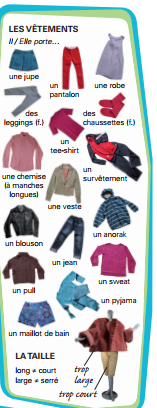 LES VÊTEMENTS
Il / Elle porte…
une jupe
un pantalon
une robe
des leggings (f.)
un tee-shirt
des chaussettes (f.)
une chemise (à manches longues)
une veste
un survêtement
un blouson
un jean
un anorak
un pull
un sweat
un pyjama
un maillot de bain
LA TAILLE
long ≠ court
large ≠ serré
trop large
trop court